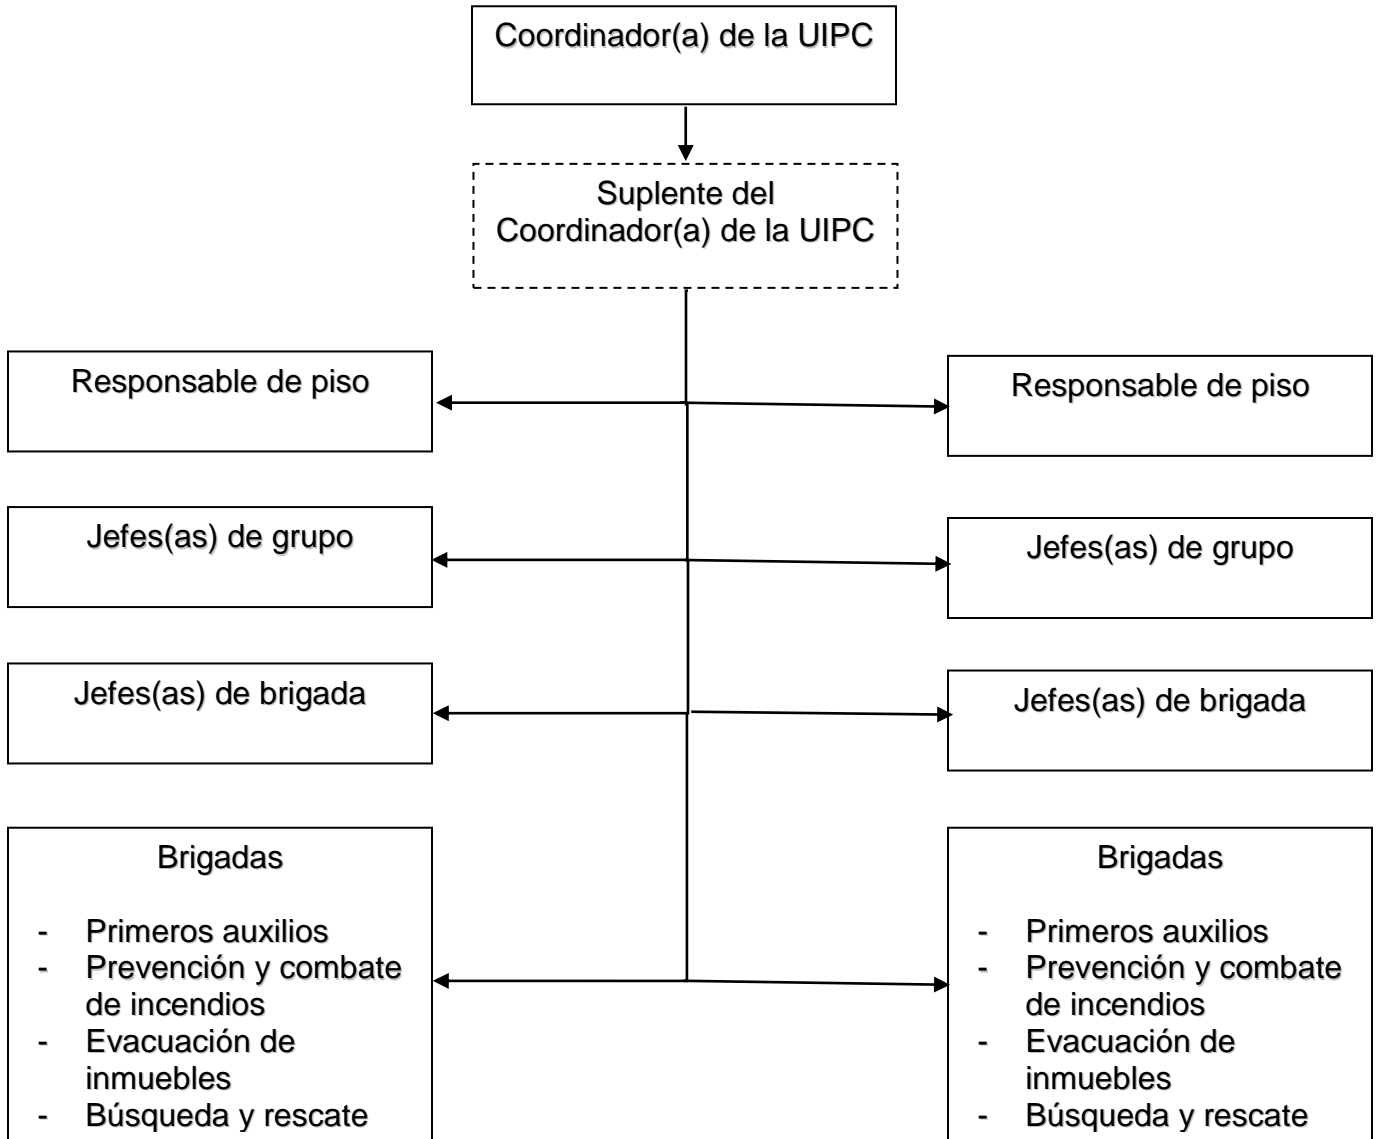 Coordinador(a) de la UIPC
Suplente del
Coordinador(a) de la UIPC
Responsable de piso
Responsable de piso
Jefes(as) de grupo
Jefes(as) de grupo
Jefes(as) de brigada
Jefes(as) de brigada
Brigadas
- Primeros auxilios
- Prevención y combate
de incendios
- Evacuación de
inmuebles
- Búsqueda y rescate
Brigadas
- Primeros auxilios
- Prevención y combate
de incendios
- Evacuación de
inmuebles
- Búsqueda y rescate